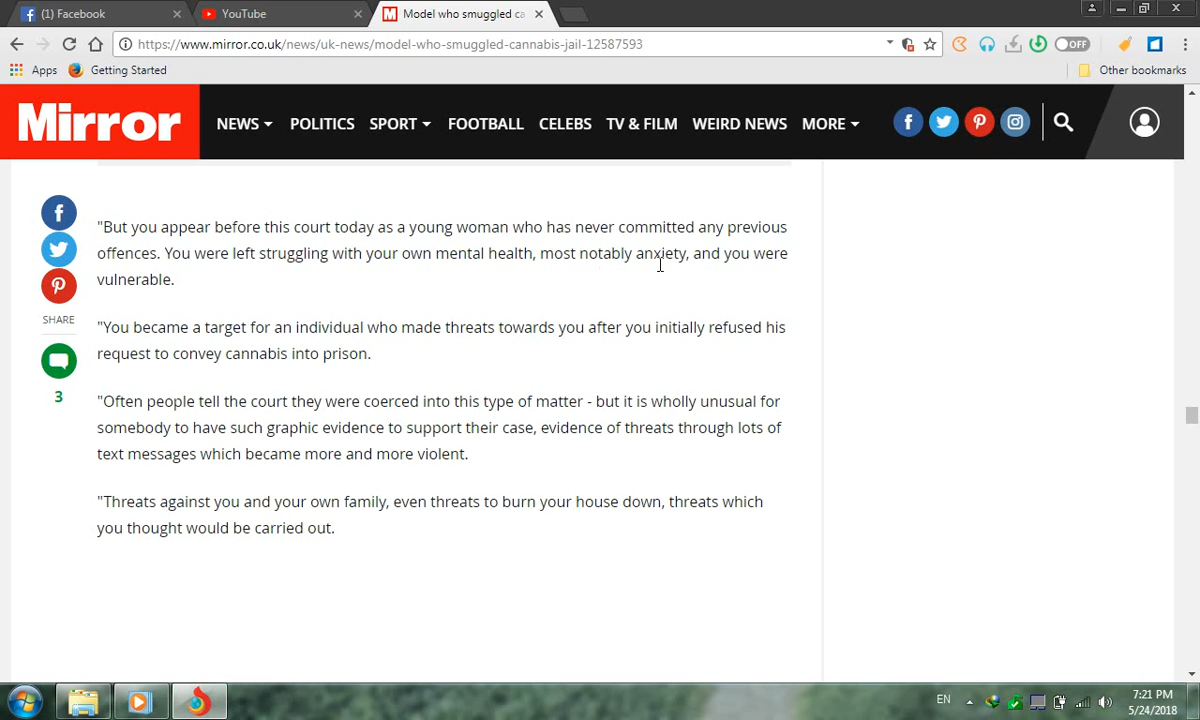 (1) Facebook
YouTube
Model who smuggled ca
https://www.mirror.co.uk/news/uk-news/model-who-smuggled-cannabis-jail-12587593
OFF
Apps
Getting Started
Other bookmarks
Mirror
NEWS
POLITICS
SPORT
FOOTBALL
CELEBS
TV & FILM
WEIRD NEWS
MORE
"But you appear before this court today as a young woman who has never committed any previous
offences. You were left struggling with your own mental health, most notably anxiety, and you were
vulnerable.
"You became a target for an individual who made threats towards you after you initially refused his
request to convey cannabis into prison.
"Often people tell the court they were coerced into this type of matter - but it is wholly unusual for
somebody to have such graphic evidence to support their case, evidence of threats through lots of
text messages which became more and more violent.
"Threats against you and your own family, even threats to burn your house down, threats which
you thought would be carried out.
SHARE
3
EN
7:21 PM
5/24/2018